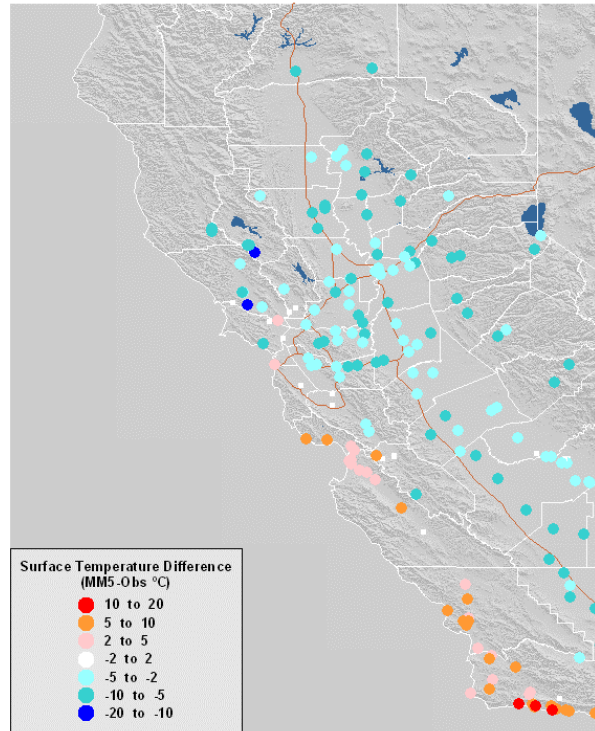 Surface Temperature Difference
(MM5-Obs °C)
10 to 20
5 to 10
2 to 5
-2 to 2
-5 to -2
-10 to -5
-20 to -10